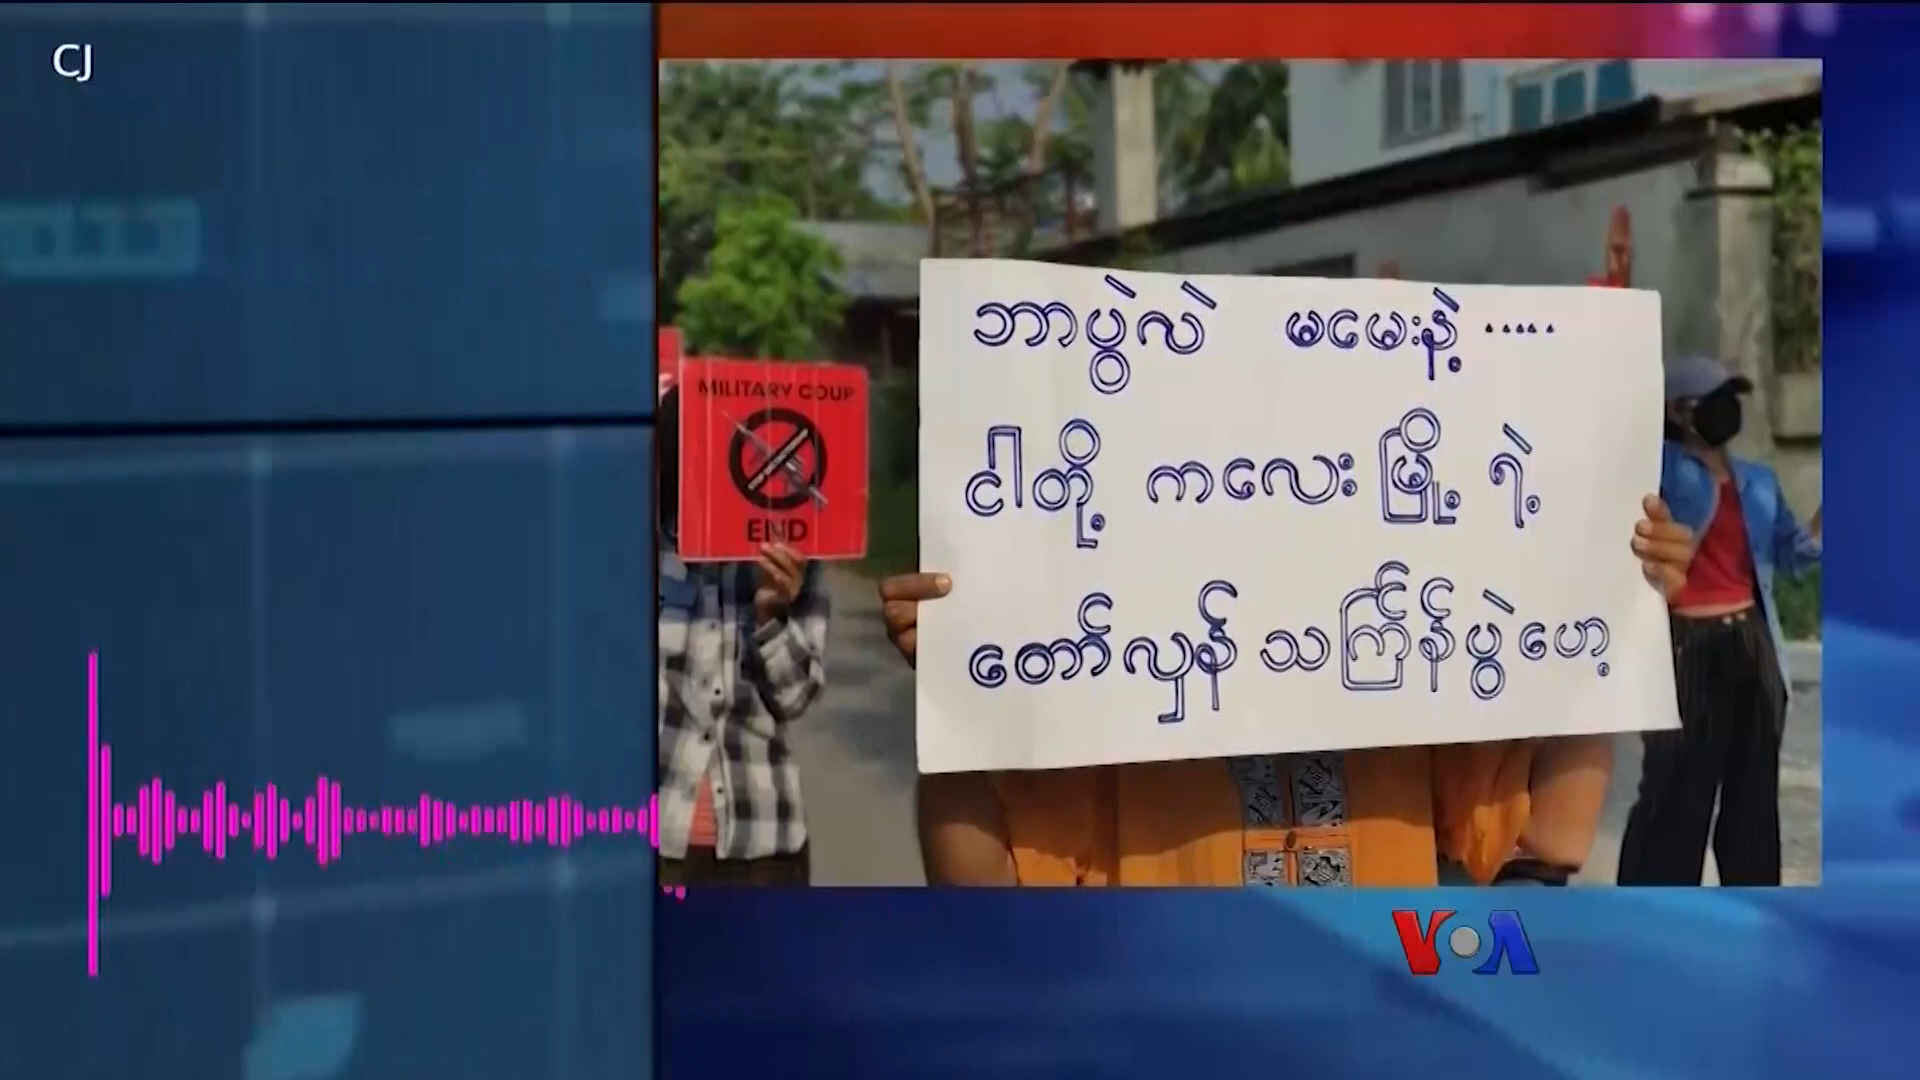 CJ
MILITARY COUP
END
ဘာပွဲလဲ မမေးနဲ့ .....
ငါတို့ ကလေးမြို့ ရဲ့
တော်လှန် သင်္ကြန်ပွဲ ဟေ့
VOA